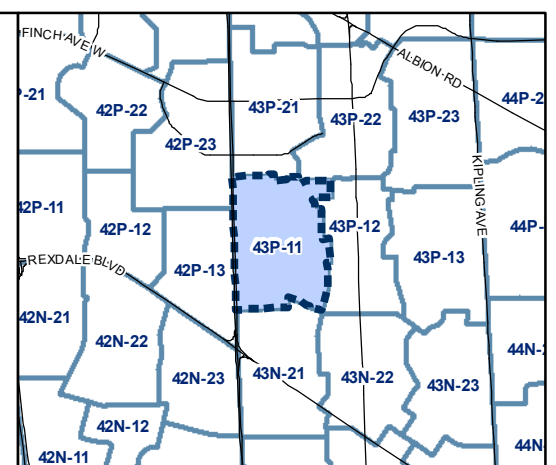 FINCH AVE W
ALBION RD
-21
42P-22
43P-21
43P-22
43P-23
44P-2
42P-23
KIPLING AVE
42P-11
42P-12
43P-12
44P-
43P-11
42P-13
43P-13
REXDALE BLVD
42N-21
42N-22
44N-
42N-23
43N-21
43N-22
43N-23
42N-12
44N
42N-11